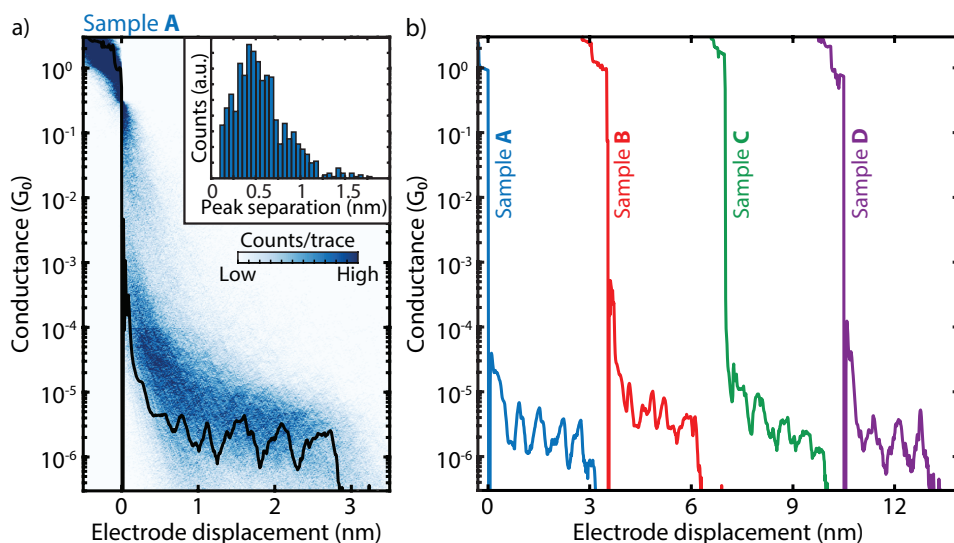 a)
Sample A
10⁰
10⁻¹
10⁻²
10⁻³
10⁻⁴
10⁻⁵
10⁻⁶
Conductance (G₀)
0 1 2 3
Electrode displacement (nm)
Counts (a.u.)
0 0.5 1 1.5
Peak separation (nm)
Counts/trace
Low High
b)
10⁰
10⁻¹
10⁻²
10⁻³
10⁻⁴
10⁻⁵
10⁻⁶
Conductance (G₀)
Sample A
Sample B
Sample C
Sample D
0 3 6 9 12
Electrode displacement (nm)